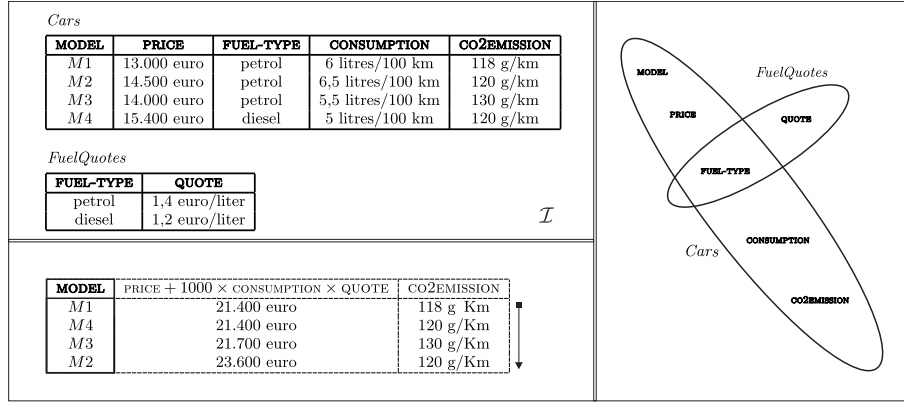 Cars
MODEL PRICE FUEL-TYPE CONSUMPTION CO2EMISSION
M1 13.000 euro petrol 6 litres/100 km 118 g/km
M2 14.500 euro petrol 6,5 litres/100 km 120 g/km
M3 14.000 euro petrol 5,5 litres/100 km 130 g/km
M4 15.400 euro diesel 5 litres/100 km 120 g/km
FuelQuotes
FUEL-TYPE QUOTE
petrol 1,4 euro/liter
diesel 1,2 euro/liter
I
MODEL PRICE + 1000 × CONSUMPTION × QUOTE CO2EMISSION
M1 21.400 euro 118 g Km
M4 21.400 euro 120 g/Km
M3 21.700 euro 130 g/Km
M2 23.600 euro 120 g/Km
MODEL
FuelQuotes
PRICE
QUOTE
FUEL-TYPE
CONSUMPTION
Cars
CO2EMISSION